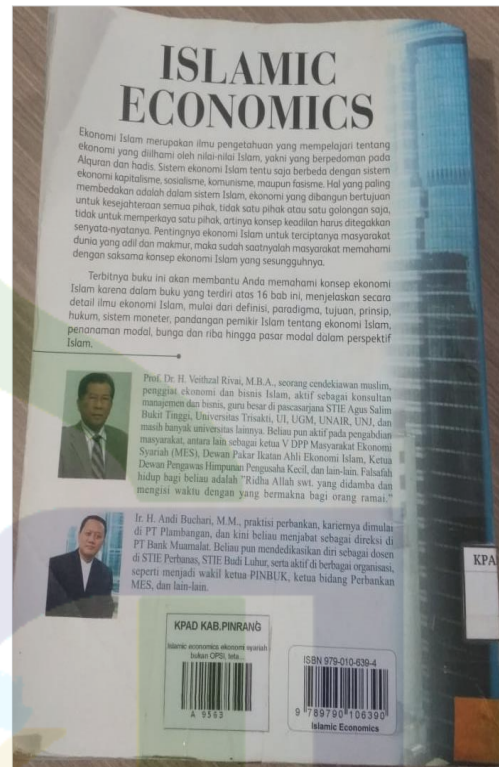 ISLAMIC
ECONOMICS
Ekonomi Islam merupakan ilmu pengetahuan yang mempelajari tentang
ekonomi yang diilhami oleh nilai-nilai Islam, yakni yang berpedoman pada
Alquran dan hadis. Sistem ekonomi Islam tentu saja berbeda dengan sistem
ekonomi kapitalisme, sosialisme, komunisme, maupun fasisme. Hal yang paling
membedakan adalah dalam sistem Islam, ekonomi yang dibangun bertujuan
untuk kesejahteraan semua pihak, tidak satu pihak atau satu golongan saja,
tidak untuk memperkaya satu pihak, artinya konsep keadilan harus ditegakkan
senyata-nyatanya. Pentingnya ekonomi Islam untuk terciptanya masyarakat
dunia yang adil dan makmur, maka sudah saatnyalah masyarakat memahami
dengan saksama konsep ekonomi Islam yang sesungguhnya.
Terbitnya buku ini akan membantu Anda memahami konsep ekonomi
Islam karena dalam buku yang terdiri atas 16 bab ini, menjelaskan secara
detail ilmu ekonomi Islam, mulai dari definisi, paradigma, tujuan, prinsip,
hukum, sistem moneter, pandangan pemikir Islam tentang ekonomi Islam,
penanaman modal, bunga dan riba hingga pasar modal dalam perspektif
Islam.
Prof. Dr. H. Veithzal Rivai, M.B.A., seorang cendekiawan muslim,
penggiat ekonomi dan bisnis Islam, aktif sebagai konsultan
manajemen dan bisnis, guru besar di pascasarjana STIE Agus Salim
Bukit Tinggi, Universitas Trisakti, UI, UGM, UNAIR, UNJ, dan
masih banyak universitas lainnya. Beliau pun aktif pada pengabdian
masyarakat, antara lain sebagai ketua V DPP Masyarakat Ekonomi
Syariah (MES), Dewan Pakar Ikatan Ahli Ekonomi Islam, Ketua
Dewan Pengawas Himpunan Pengusaha Kecil, dan lain-lain. Falsafah
hidup bagi beliau adalah "Ridha Allah swt. yang didamba dan
mengisi waktu dengan yang bermakna bagi orang ramai."
Ir. H. Andi Buchari, M.M., praktisi perbankan, kariernya dimulai
di PT Plambangan, dan kini beliau menjabat sebagai direksi di
PT Bank Muamalat. Beliau pun mendedikasikan diri sebagai dosen
di STIE Perbanas, STIE Budi Luhur, serta aktif di berbagai organisasi,
seperti menjadi wakil ketua PINBUK, ketua bidang Perbankan
MES, dan lain-lain.
KPA
KPAD KAB.PINRANG
Islamic economics ekonomi syariah
bukan OPSI, teta...
A 9563
ISBN 979-010-639-4
9 789790 106390
Islamic Economics